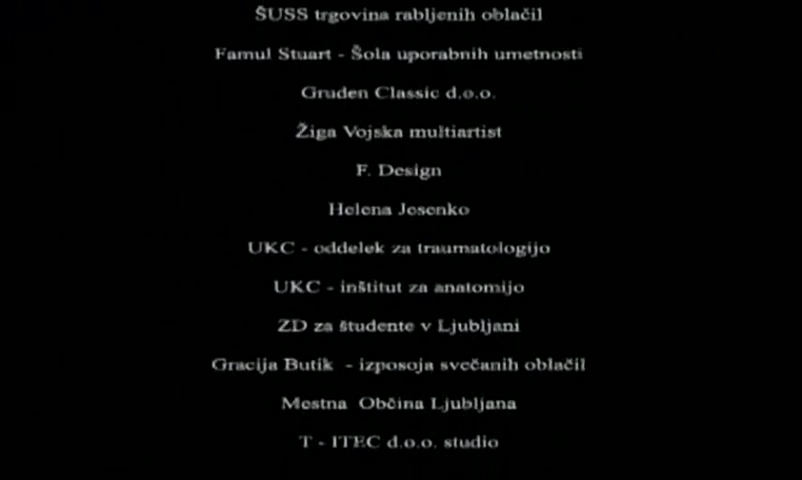 ŠUSS trgovina rabljenih oblačil
Famul Stuart - Šola uporabnih umetnosti
Gruden Classic d.o.o.
Žiga Vojska multiartist
F. Design
Helena Jesenko
UKC - oddelek za traumatologijo
UKC - inštitut za anatomijo
ZD za študente v Ljubljani
Gracija Butik - izposoja svečanih oblačil
Mestna Občina Ljubljana
T - ITEC d.o.o. studio